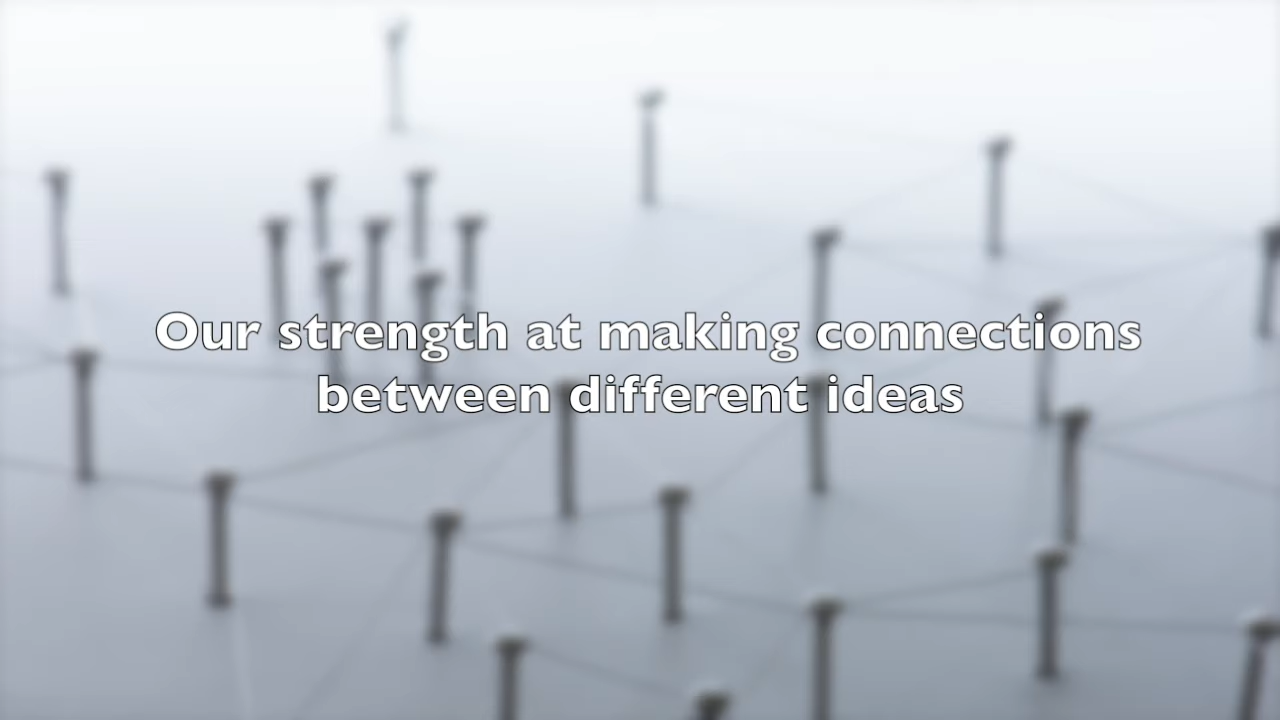 Our strength at making connections
between different ideas